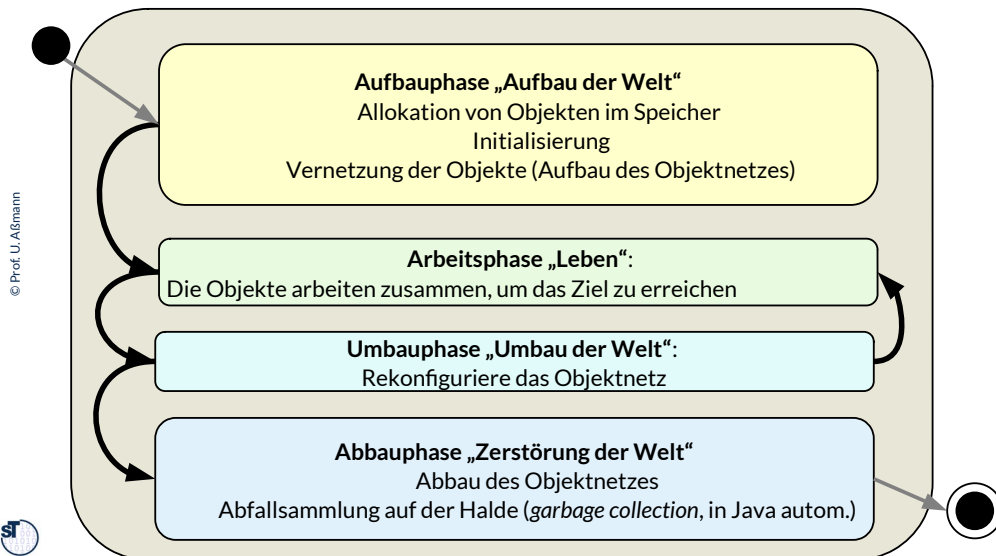 Aufbauphase „Aufbau der Welt“
Allokation von Objekten im Speicher
Initialisierung
Vernetzung der Objekte (Aufbau des Objektnetzes)
Arbeitsphase „Leben“:
Die Objekte arbeiten zusammen, um das Ziel zu erreichen
Umbauphase „Umbau der Welt“:
Rekonfiguriere das Objektnetz
Abbauphase „Zerstörung der Welt“
Abbau des Objektnetzes
Abfallsammlung auf der Halde (garbage collection, in Java autom.)
© Prof. U. Aßmann
ST